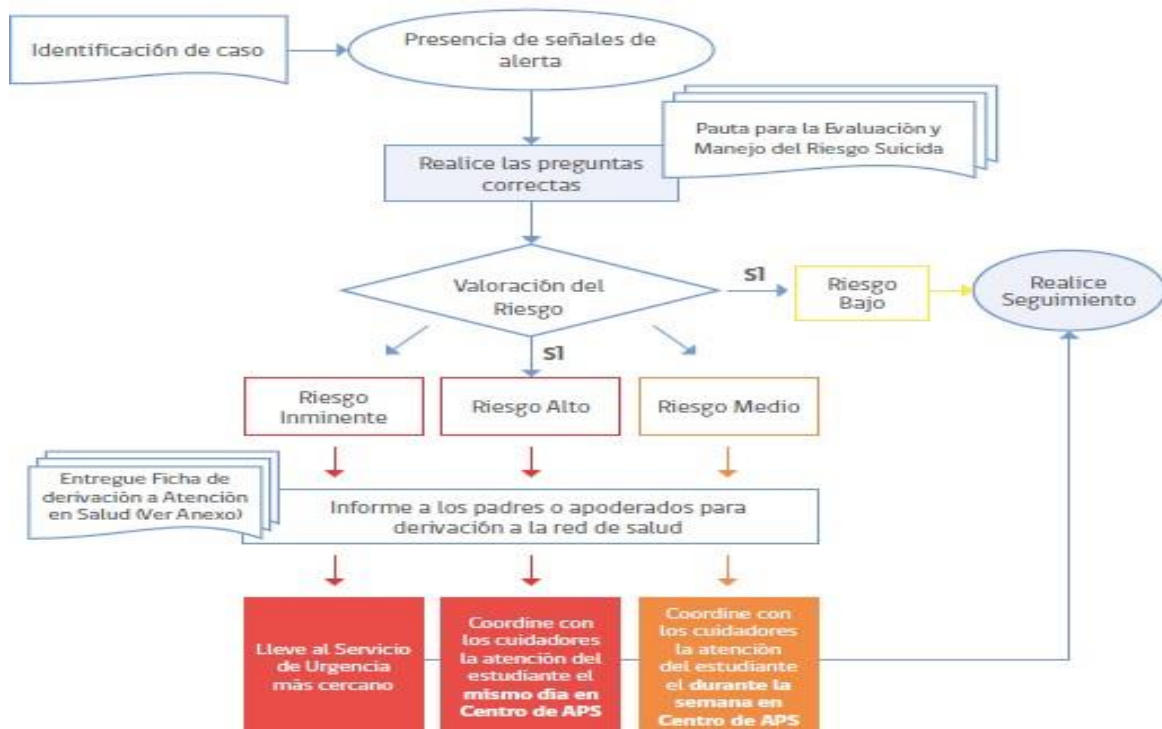 Identificación de caso
Presencia de señales de
alerta
Pauta para la Evaluación y
Manejo del Riesgo Suicida
Realice las preguntas
correctas
Valoración del
Riesgo
SI
Riesgo
Bajo
Realice
Seguimiento
SI
Riesgo
Inminente
Riesgo Alto
Riesgo Medio
Entregue Ficha de
derivación a Atención
en Salud (Ver Anexo)
Informe a los padres o apoderados para
derivación a la red de salud
Lleve al Servicio
de Urgencia
más cercano
Coordine con
los cuidadores
la atención del
estudiante el
mismo día en
Centro de APS
Coordine con
los cuidadores
la atención
del estudiante
el durante la
semana en
Centro de APS